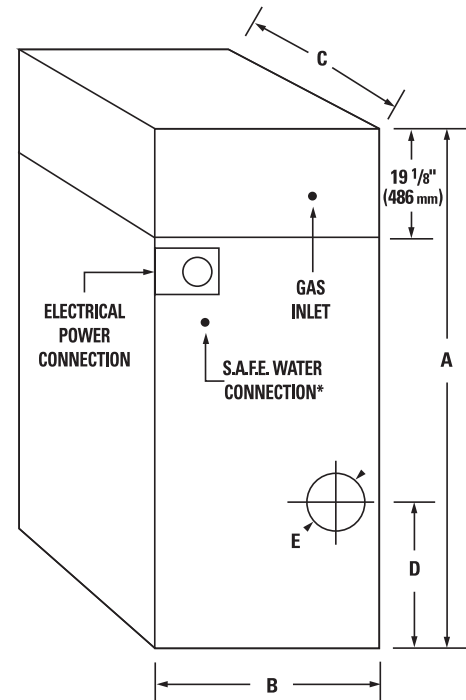 C
19 1/8"
(486 mm)
GAS
INLET
ELECTRICAL
POWER
CONNECTION
A
S.A.F.E. WATER
CONNECTION*
E
D
B